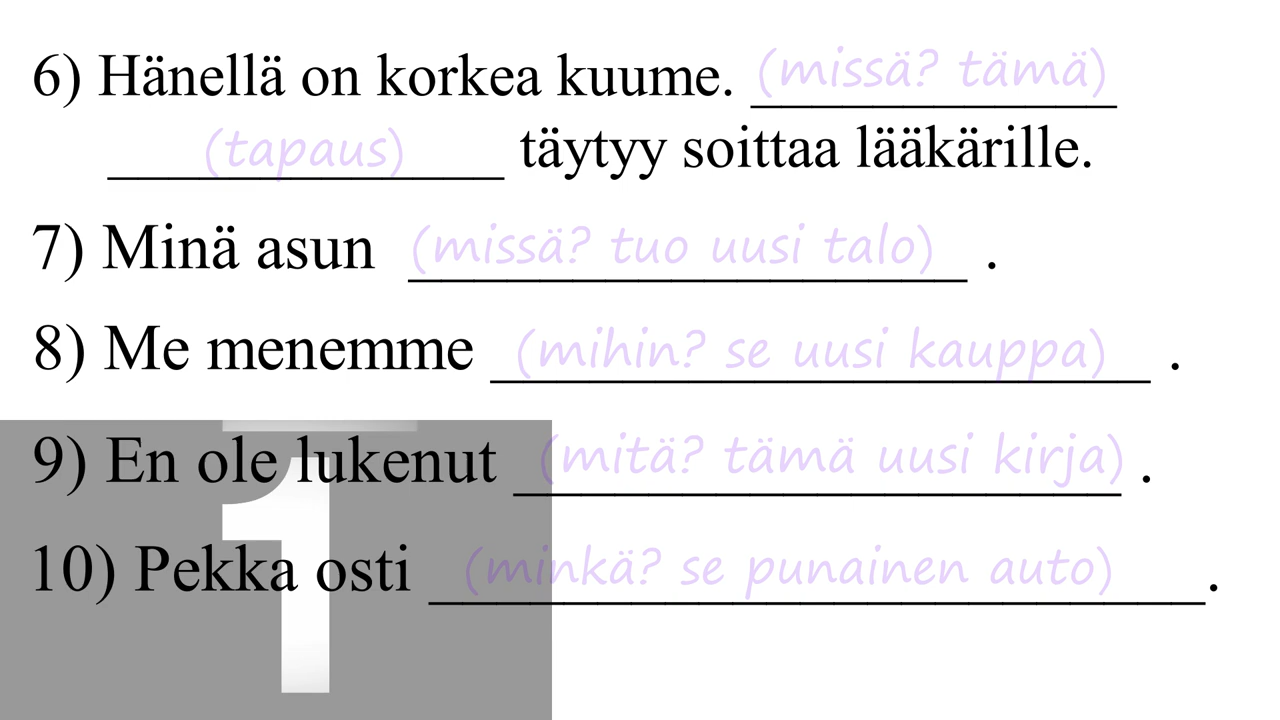 6) Hänellä on korkea kuume. (missä? tämä)
(tapaus) täytyy soittaa lääkärille.
7) Minä asun (missä? tuo uusi talo) .
8) Me menemme (mihin? se uusi kauppa) .
9) En ole lukenut (mitä? tämä uusi kirja) .
10) Pekka osti (minkä? se punainen auto).
1